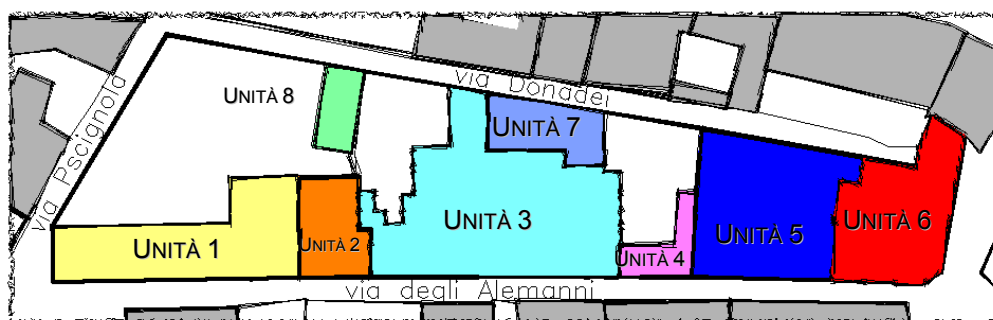 via Donadei
UNITÀ 8
via Pscignola
UNITÀ 7
UNITÀ 3
UNITÀ 1
UNITÀ 2
UNITÀ 4
UNITÀ 5
UNITÀ 6
via degli Alemanni